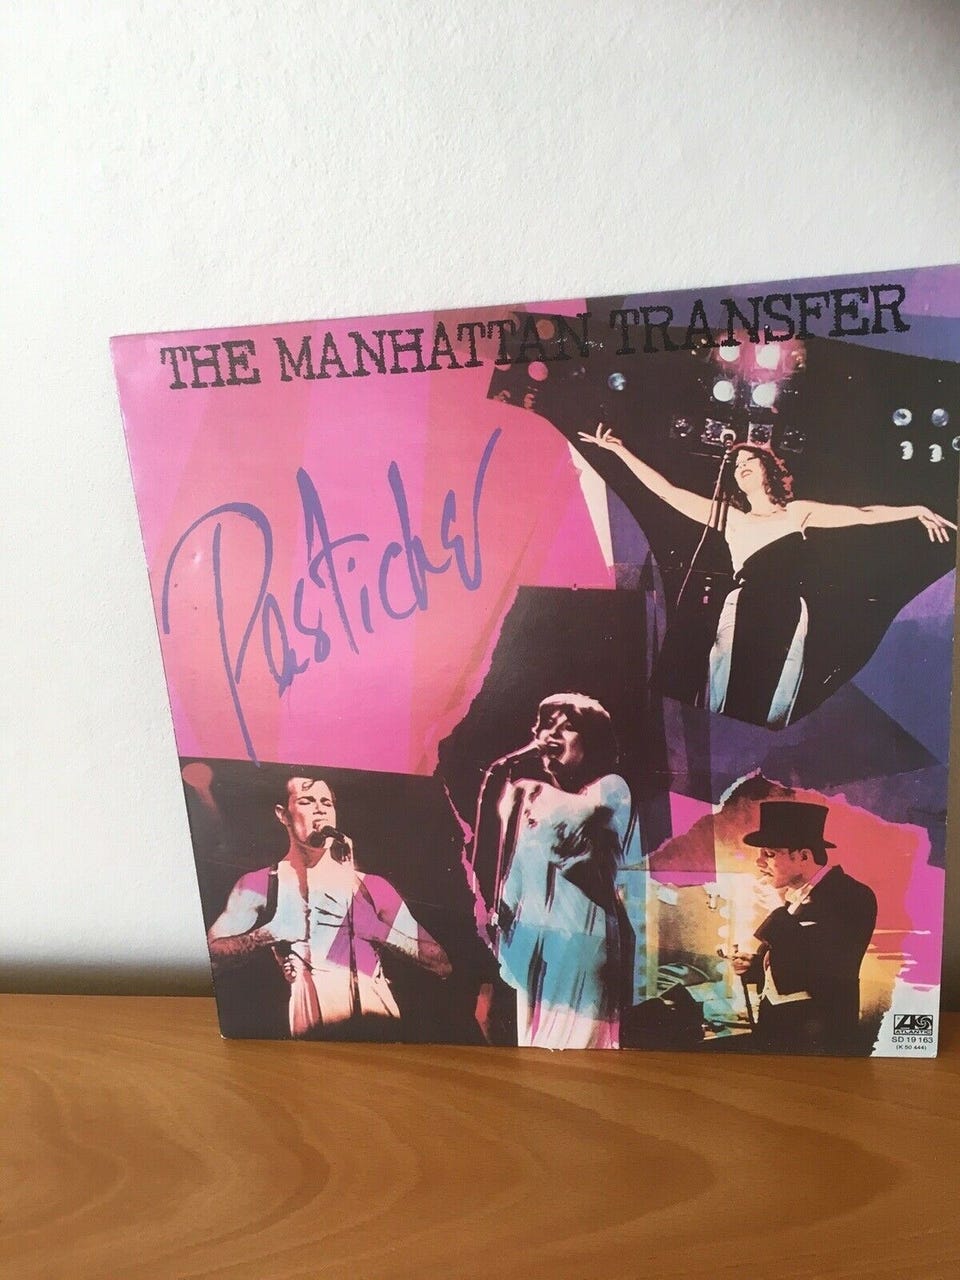 THE MANHATTAN TRANSFER
Pastiche
ATLANTIC
SD 19 163
(K 50 444)